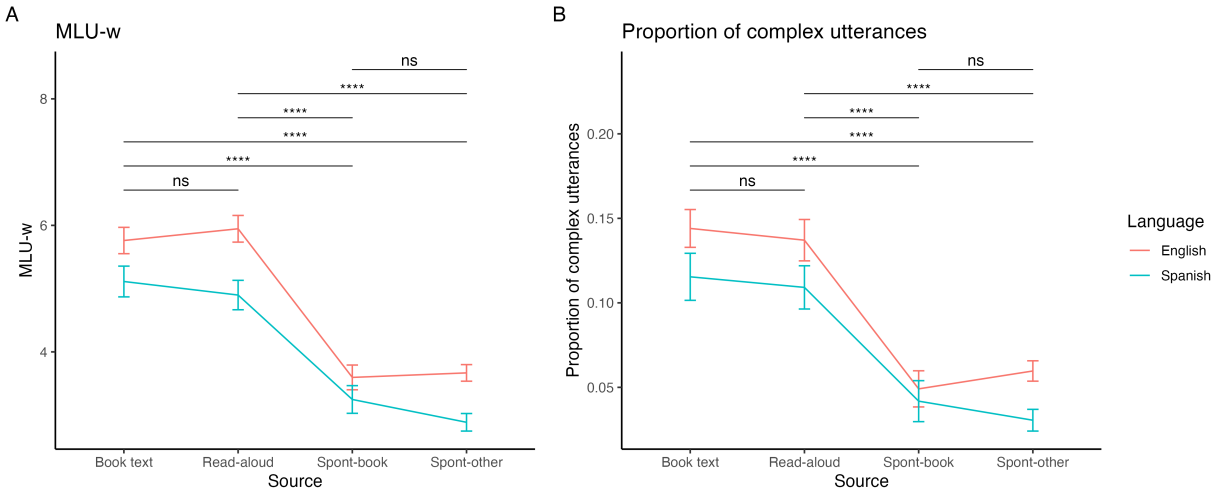 A
MLU-w
ns
****
****
****
****
ns
8
6
4
MLU-w
Book text
Read-aloud
Spont-book
Spont-other
Source
B
Proportion of complex utterances
ns
****
****
****
****
ns
0.20
0.15
0.10
0.05
Proportion of complex utterances
Book text
Read-aloud
Spont-book
Spont-other
Source
Language
English
Spanish